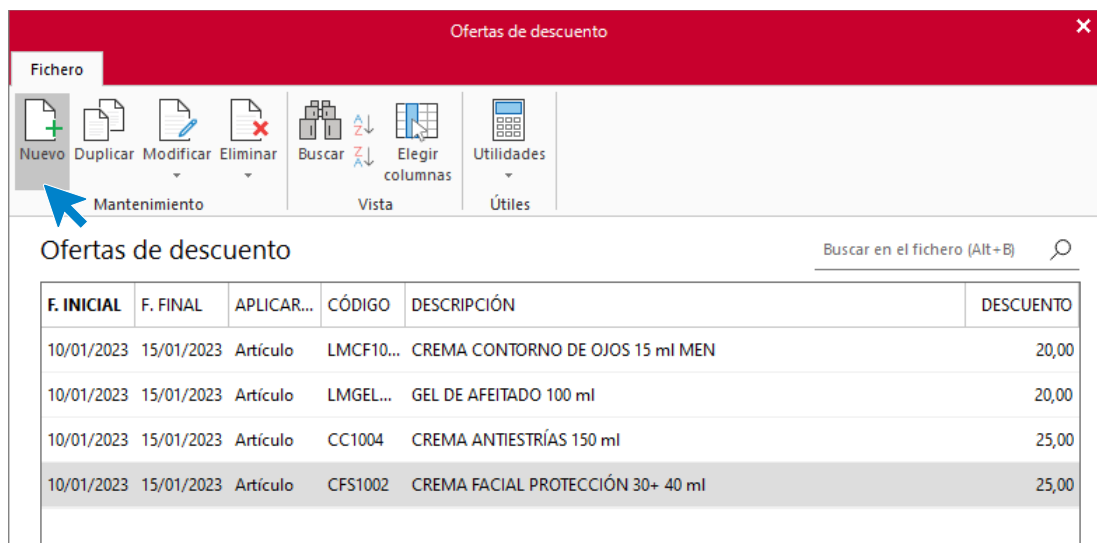 Ofertas de descuento
Fichero
Nuevo Duplicar Modificar Eliminar Buscar Elegir columnas Utilidades
Mantenimiento Vista Útiles
Ofertas de descuento
Buscar en el fichero (Alt+B)
F. INICIAL F. FINAL APLICAR... CÓDIGO DESCRIPCIÓN DESCUENTO
10/01/2023 15/01/2023 Artículo LMCF10... CREMA CONTORNO DE OJOS 15 ml MEN 20,00
10/01/2023 15/01/2023 Artículo LMGEL... GEL DE AFEITADO 100 ml 20,00
10/01/2023 15/01/2023 Artículo CC1004 CREMA ANTIESTRÍAS 150 ml 25,00
10/01/2023 15/01/2023 Artículo CFS1002 CREMA FACIAL PROTECCIÓN 30+ 40 ml 25,00